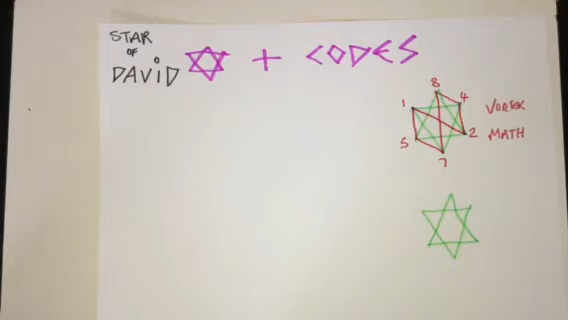 STAR
OF
DAViD
+ CODES
8
1
4
VORTEX
5
2
MATH
7